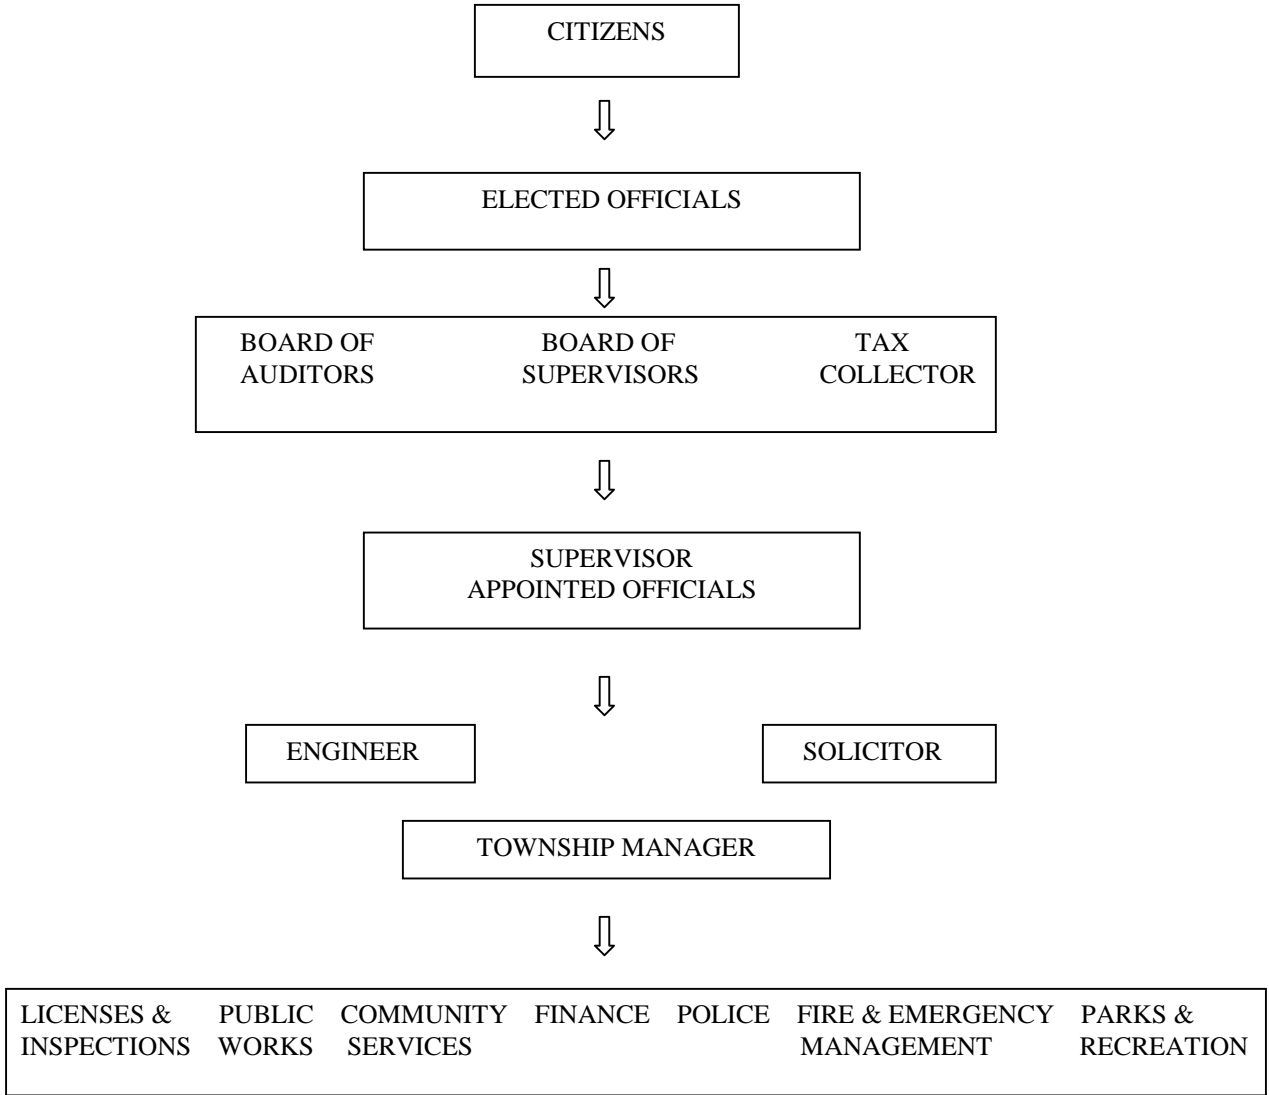 CITIZENS
ELECTED OFFICIALS
BOARD OF BOARD OF TAX
AUDITORS SUPERVISORS COLLECTOR
SUPERVISOR
APPOINTED OFFICIALS
ENGINEER SOLICITOR
TOWNSHIP MANAGER
LICENSES & PUBLIC COMMUNITY FINANCE POLICE FIRE & EMERGENCY PARKS &
INSPECTIONS WORKS SERVICES MANAGEMENT RECREATION